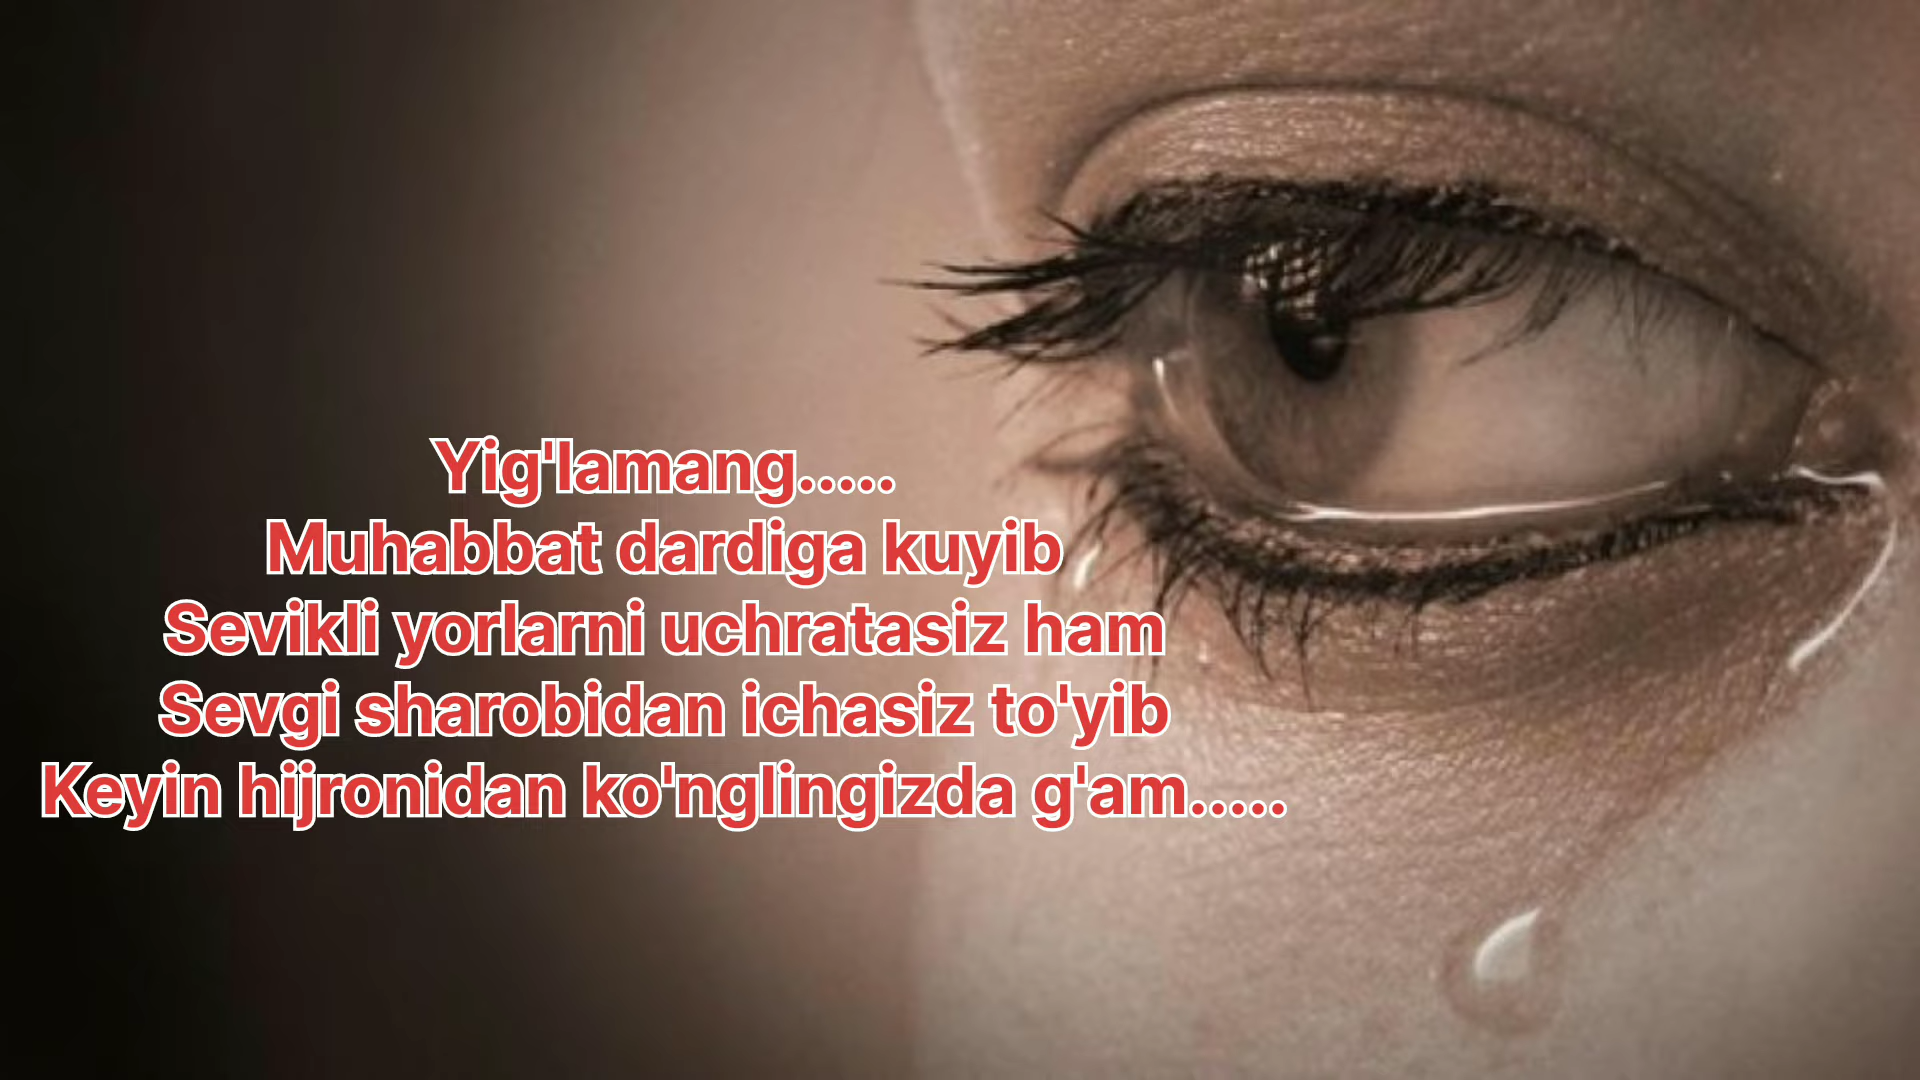 Yig'lamang.....
Muhabbat dardiga kuyib
Sevikli yorlarni uchratasiz ham
Sevgi sharobidan ichasiz to'yib
Keyin hijronidan ko'nglingizda g'am.....